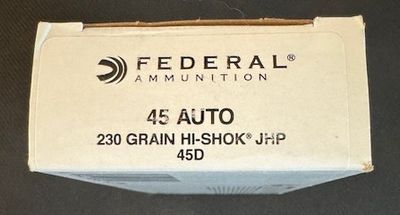 FEDERAL®
AMMUNITION
45 AUTO
230 GRAIN HI-SHOK® JHP
45D